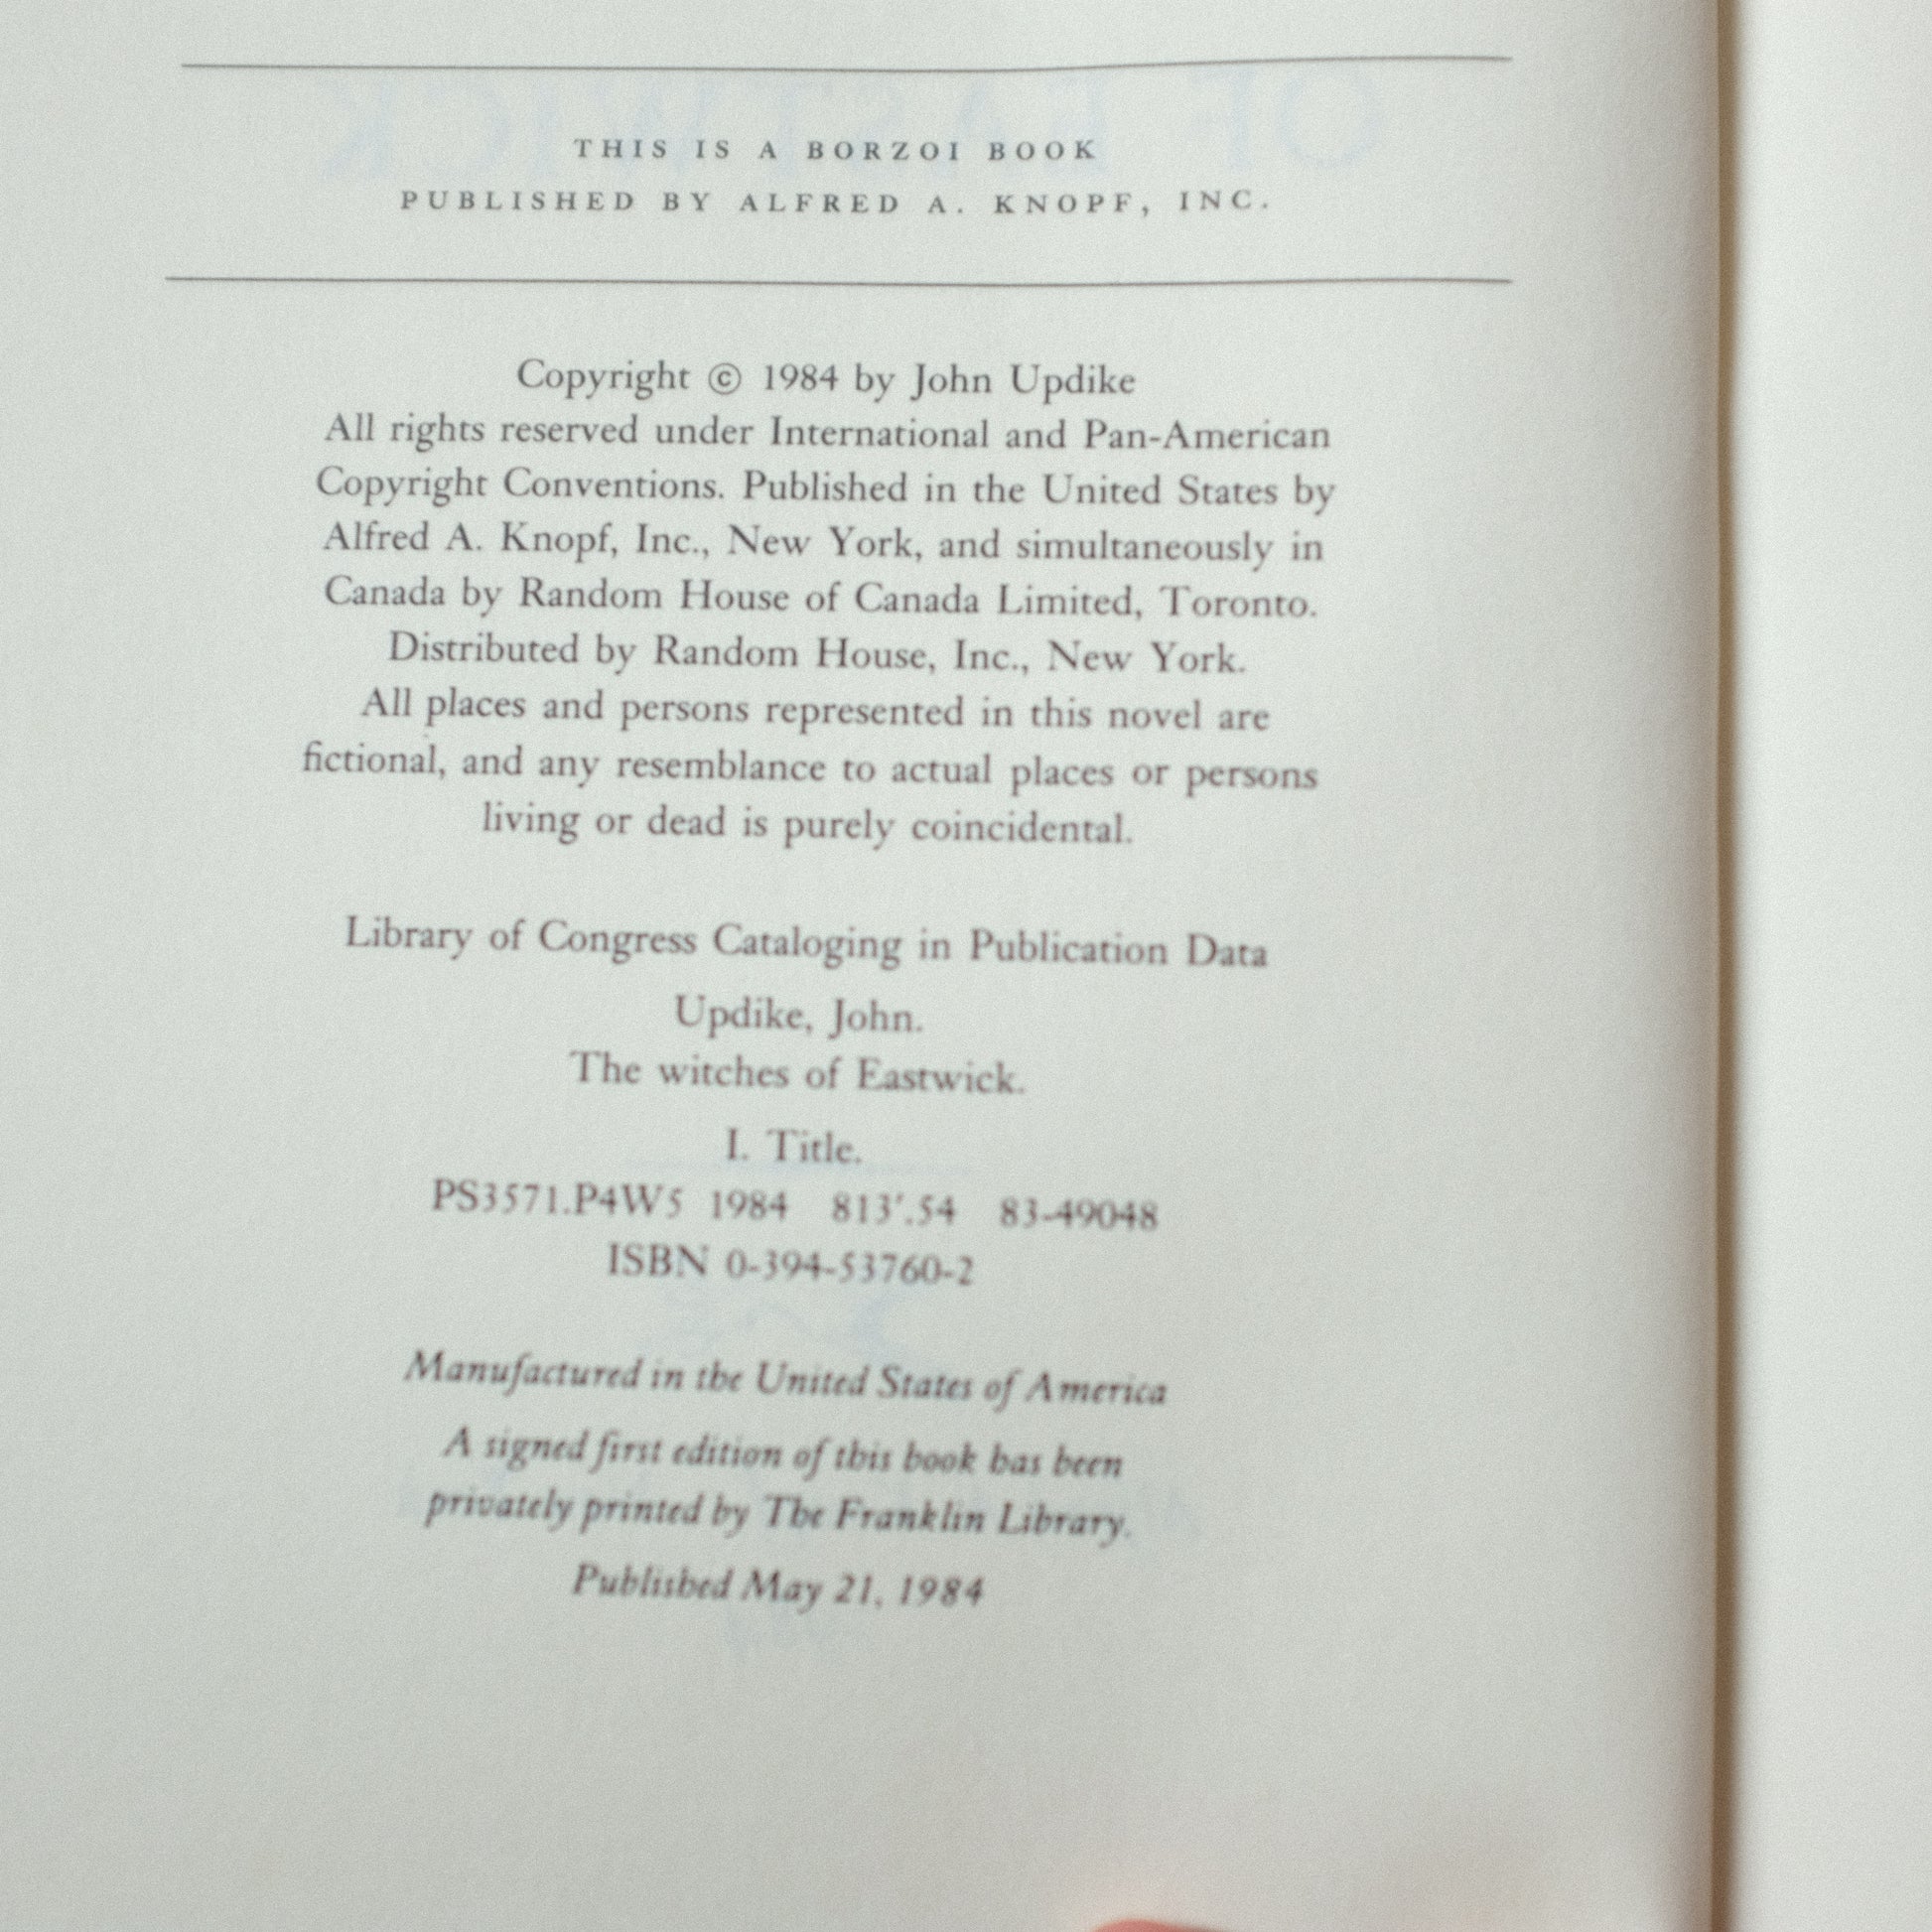 THIS IS A BORZOI BOOK
PUBLISHED BY ALFRED A. KNOPF, INC.
Copyright © 1984 by John Updike
All rights reserved under International and Pan-American
Copyright Conventions. Published in the United States by
Alfred A. Knopf, Inc., New York, and simultaneously in
Canada by Random House of Canada Limited, Toronto.
Distributed by Random House, Inc., New York.
All places and persons represented in this novel are
fictional, and any resemblance to actual places or persons
living or dead is purely coincidental.
Library of Congress Cataloging in Publication Data
Updike, John.
The witches of Eastwick.
I. Title.
PS3571.P4W5 1984 813′.54 83-49048
ISBN 0-394-53760-2
Manufactured in the United States of America
A signed first edition of this book has been
privately printed by The Franklin Library.
Published May 21, 1984